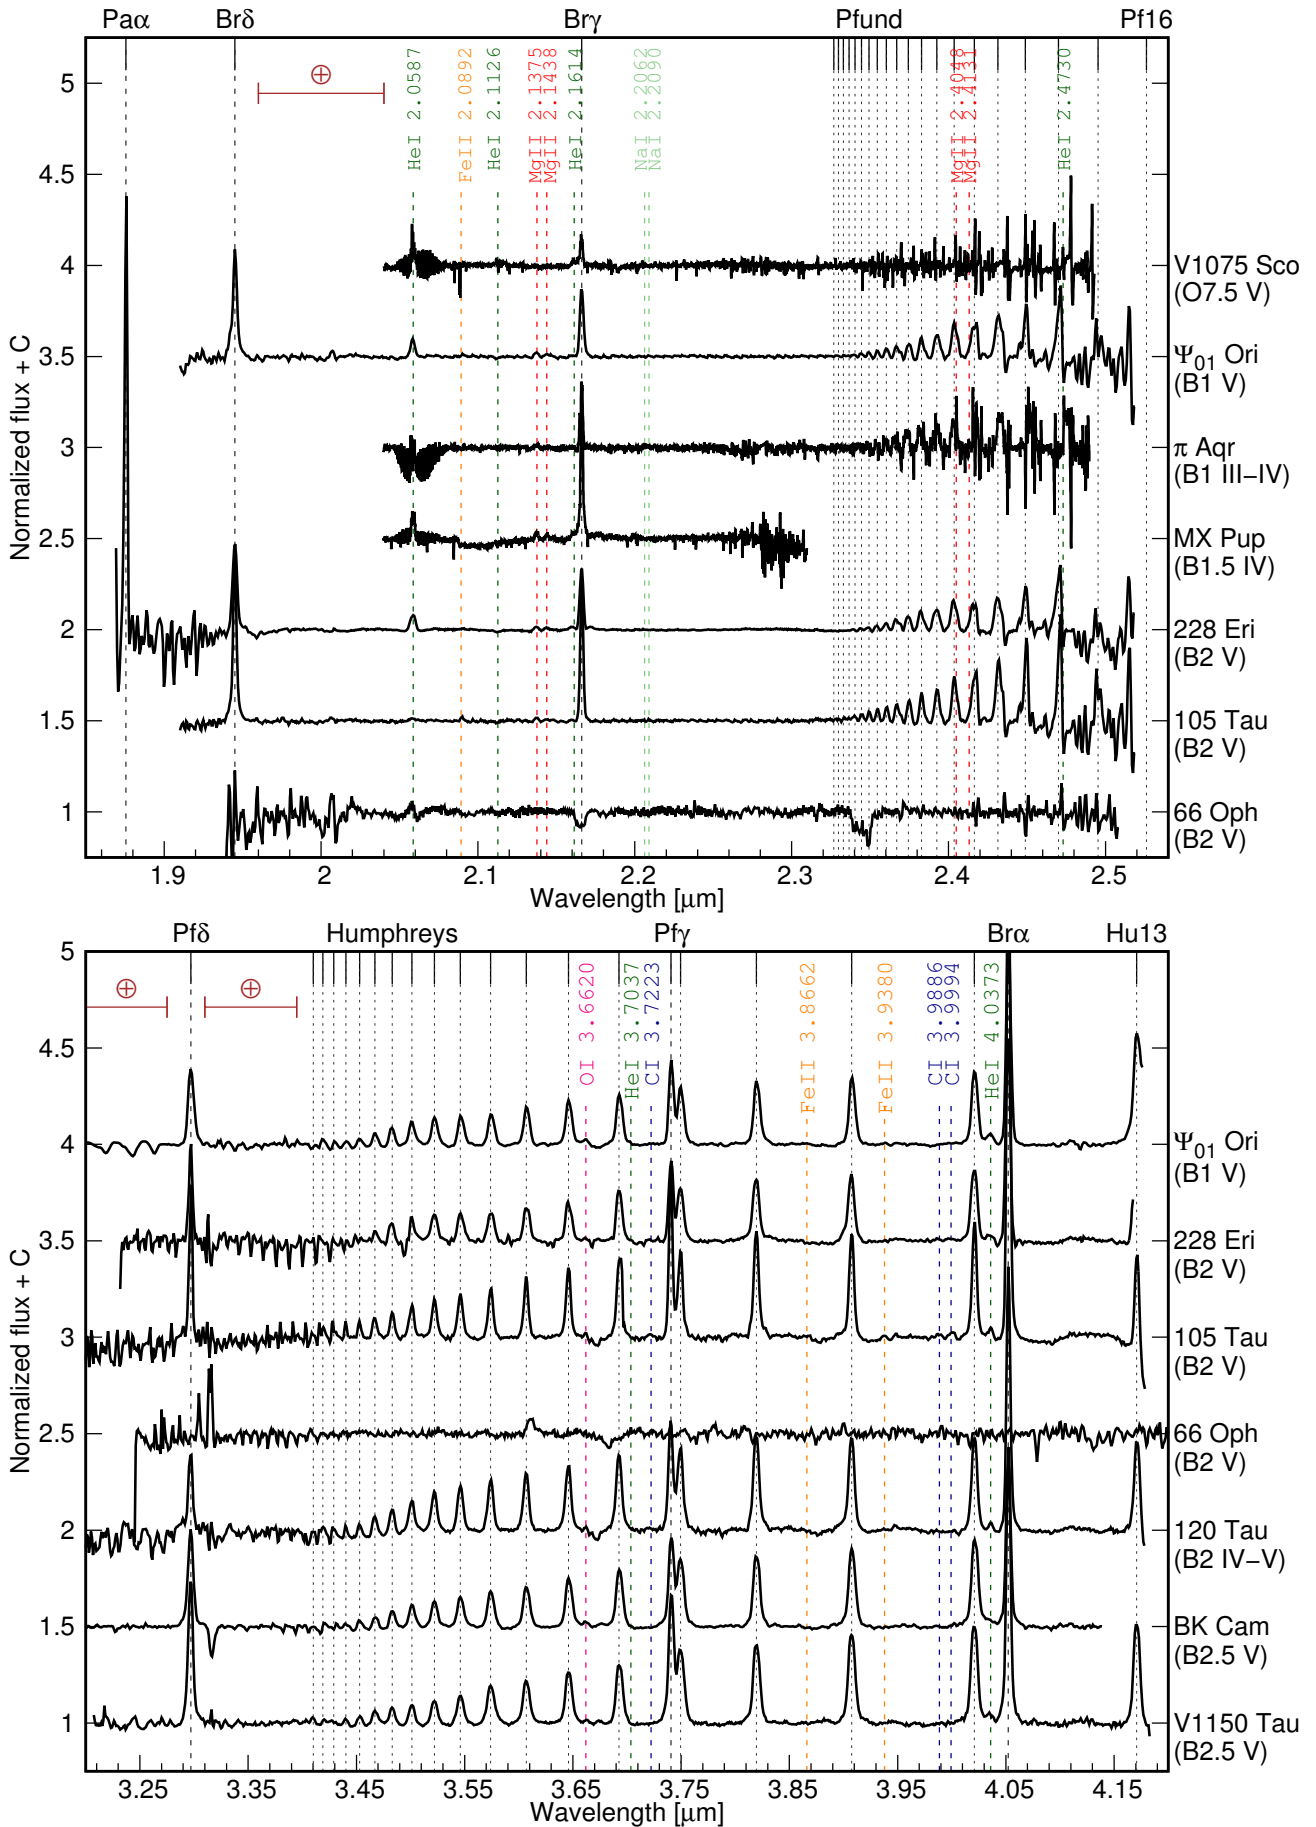 Paα Brδ Brγ Pfund Pf16
HeI 2.0587
FeII 2.0892
HeI 2.1126
MgII 2.1375
MgII 2.1438
HeI 2.1614
NaI 2.2062
NaI 2.2090
MgII 2.4048
MgII 2.4131
HeI 2.4730
Normalized flux + C
5
4.5
4
3.5
3
2.5
2
1.5
1
V1075 Sco
(O7.5 V)
Ψ01 Ori
(B1 V)
π Aqr
(B1 III−IV)
MX Pup
(B1.5 IV)
228 Eri
(B2 V)
105 Tau
(B2 V)
66 Oph
(B2 V)
1.9 2 2.1 2.2 2.3 2.4 2.5
Wavelength [μm]
Pfδ Humphreys Pfγ Brα Hu13
OI 3.6620
HeI 3.7037
CI 3.7223
FeII 3.8662
FeII 3.9380
CI 3.9886
CI 3.9994
HeI 4.0373
Normalized flux + C
5
4.5
4
3.5
3
2.5
2
1.5
1
Ψ01 Ori
(B1 V)
228 Eri
(B2 V)
105 Tau
(B2 V)
66 Oph
(B2 V)
120 Tau
(B2 IV−V)
BK Cam
(B2.5 V)
V1150 Tau
(B2.5 V)
3.25 3.35 3.45 3.55 3.65 3.75 3.85 3.95 4.05 4.15
Wavelength [μm]